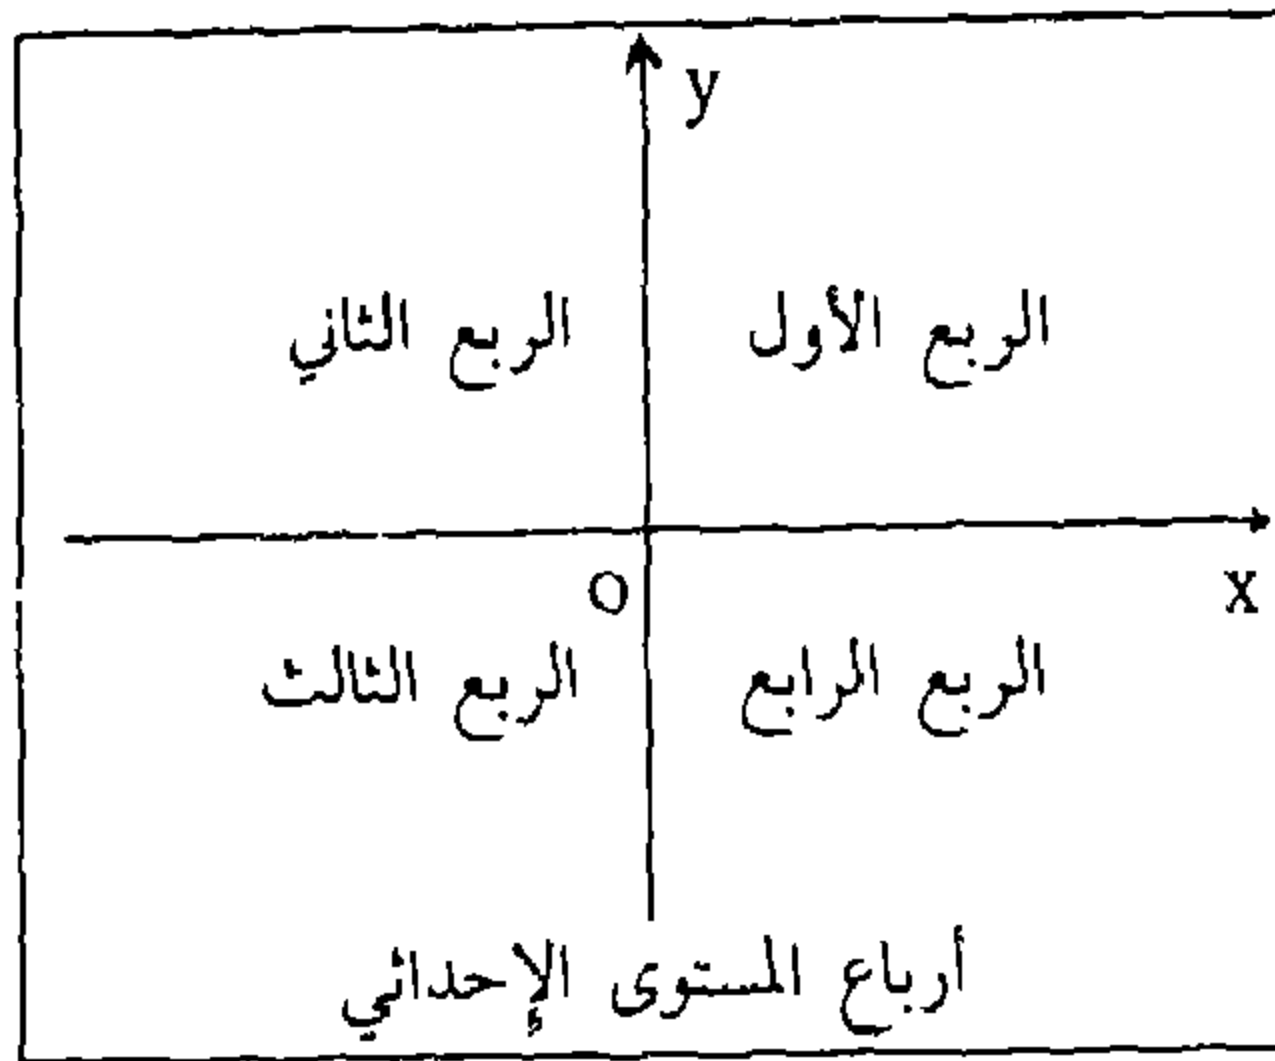 y
الربع الأول الربع الثاني
O x
الربع الرابع الربع الثالث
أرباع المستوى الإحداثي